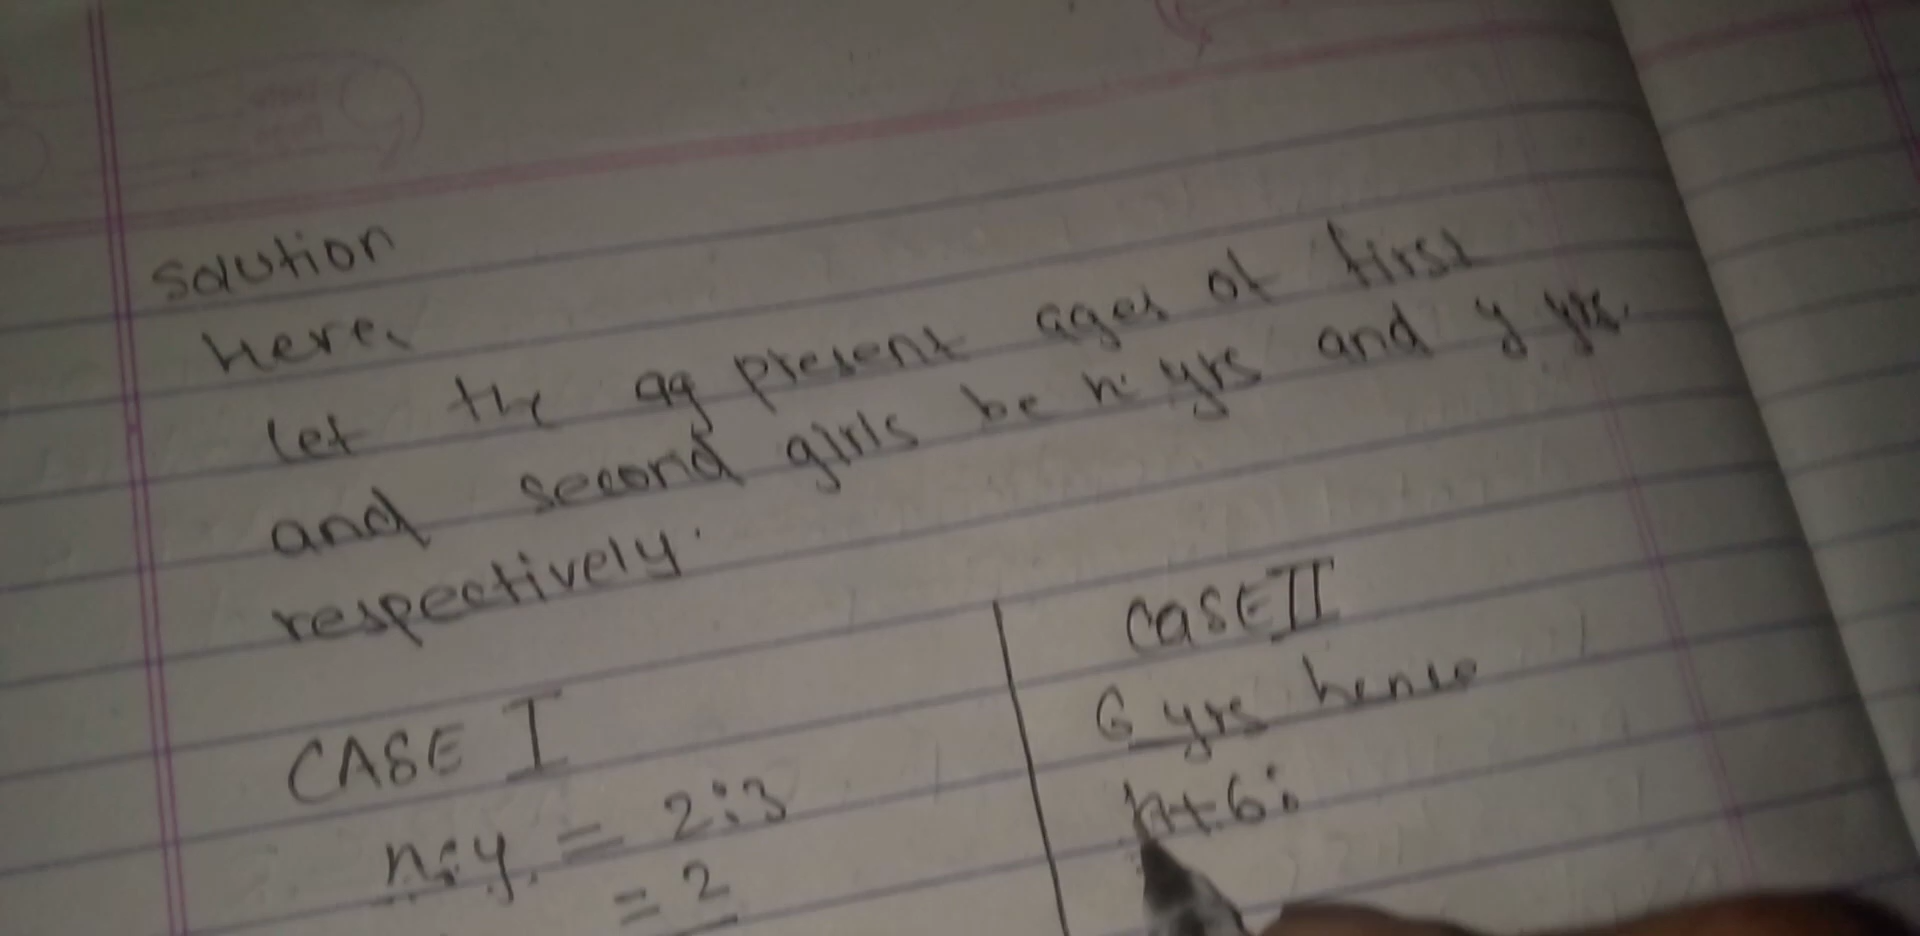 Solution
here,
Let the ag present ages of first
and second girls be n yrs and y yrs.
respectively.
CASE I
n:y = 2:3
= 2
CASE II
6 yrs hence
n+6: